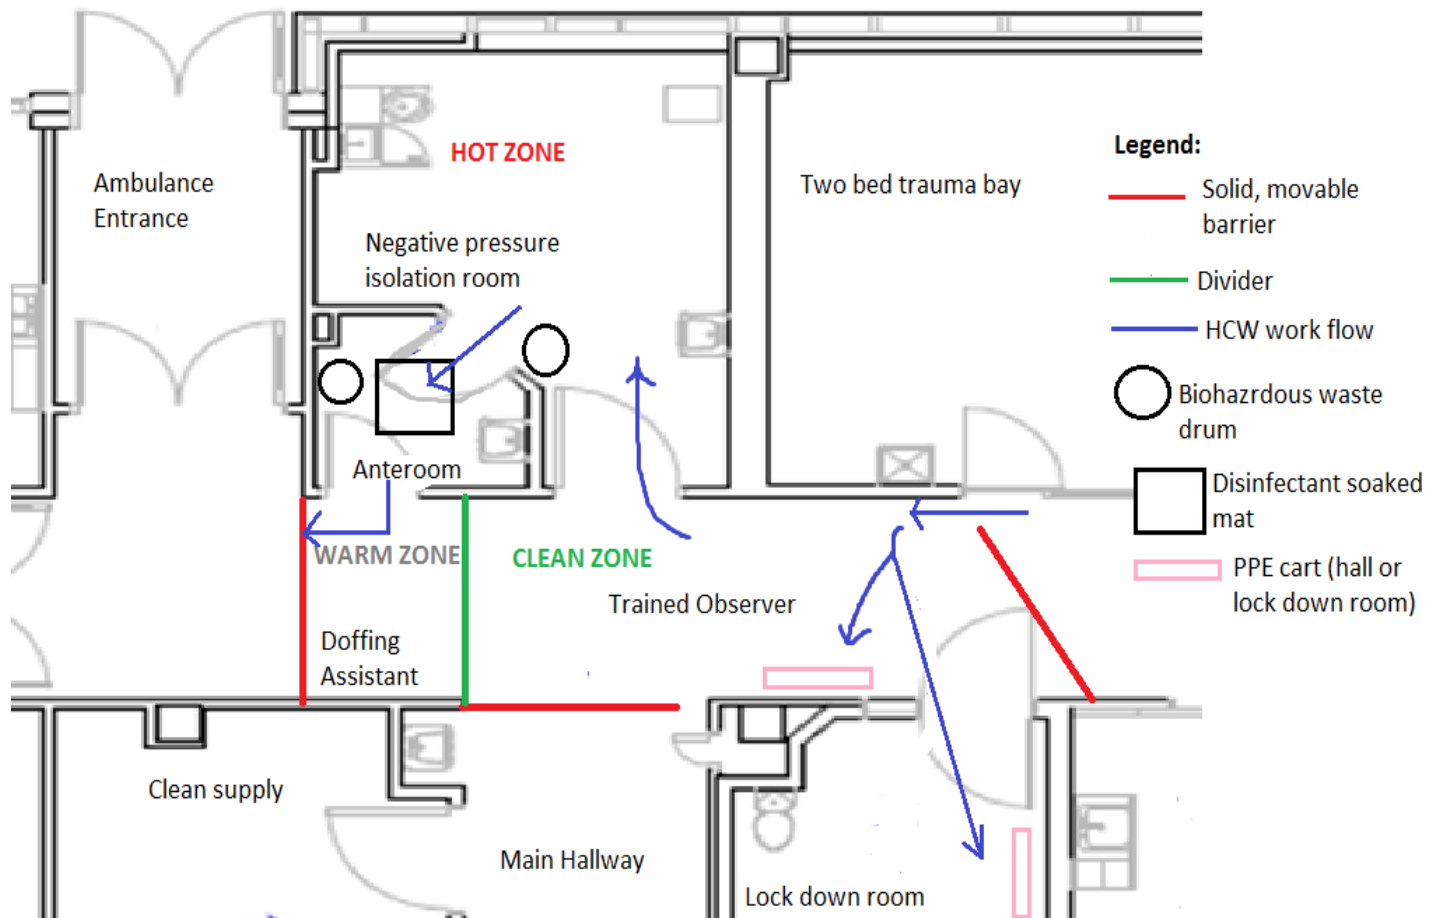 HOT ZONE
Ambulance
Entrance
Negative pressure
isolation room
Two bed trauma bay
Legend:
Solid, movable
barrier
Divider
HCW work flow
Biohazrdous waste
drum
Disinfectant soaked
mat
PPE cart (hall or
lock down room)
Anteroom
WARM ZONE
CLEAN ZONE
Trained Observer
Doffing
Assistant
Clean supply
Main Hallway
Lock down room